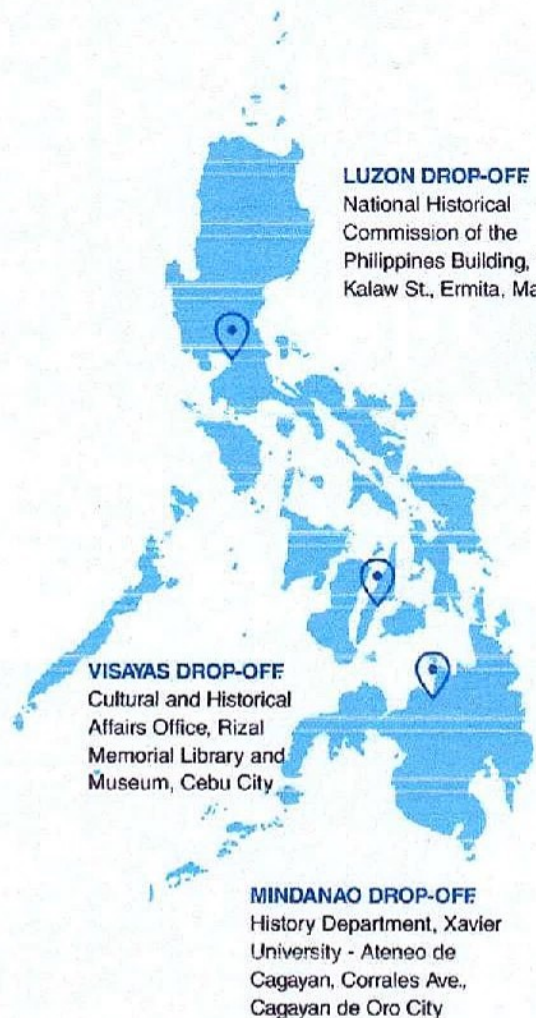 LUZON DROP-OFF
National Historical
Commission of the
Philippines Building,
Kalaw St., Ermita,
VISAYAS DROP-OFF
Cultural and Historical
Affairs Office, Rizal
Memorial Library and
Museum, Cebu City
MINDANAO DROP-OFF
History Department, Xavier
University - Ateneo de
Cagayan, Corrales Ave.,
Cagayan de Oro City